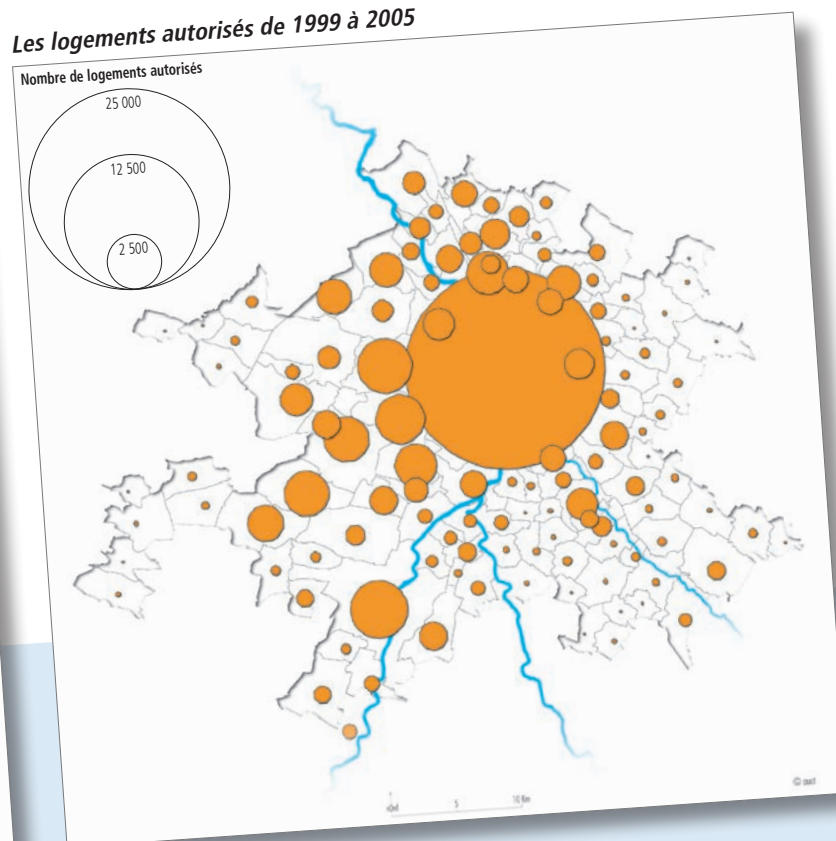 Les logements autorisés de 1999 à 2005
Nombre de logements autorisés
25 000
12 500
2 500
5
10 Km